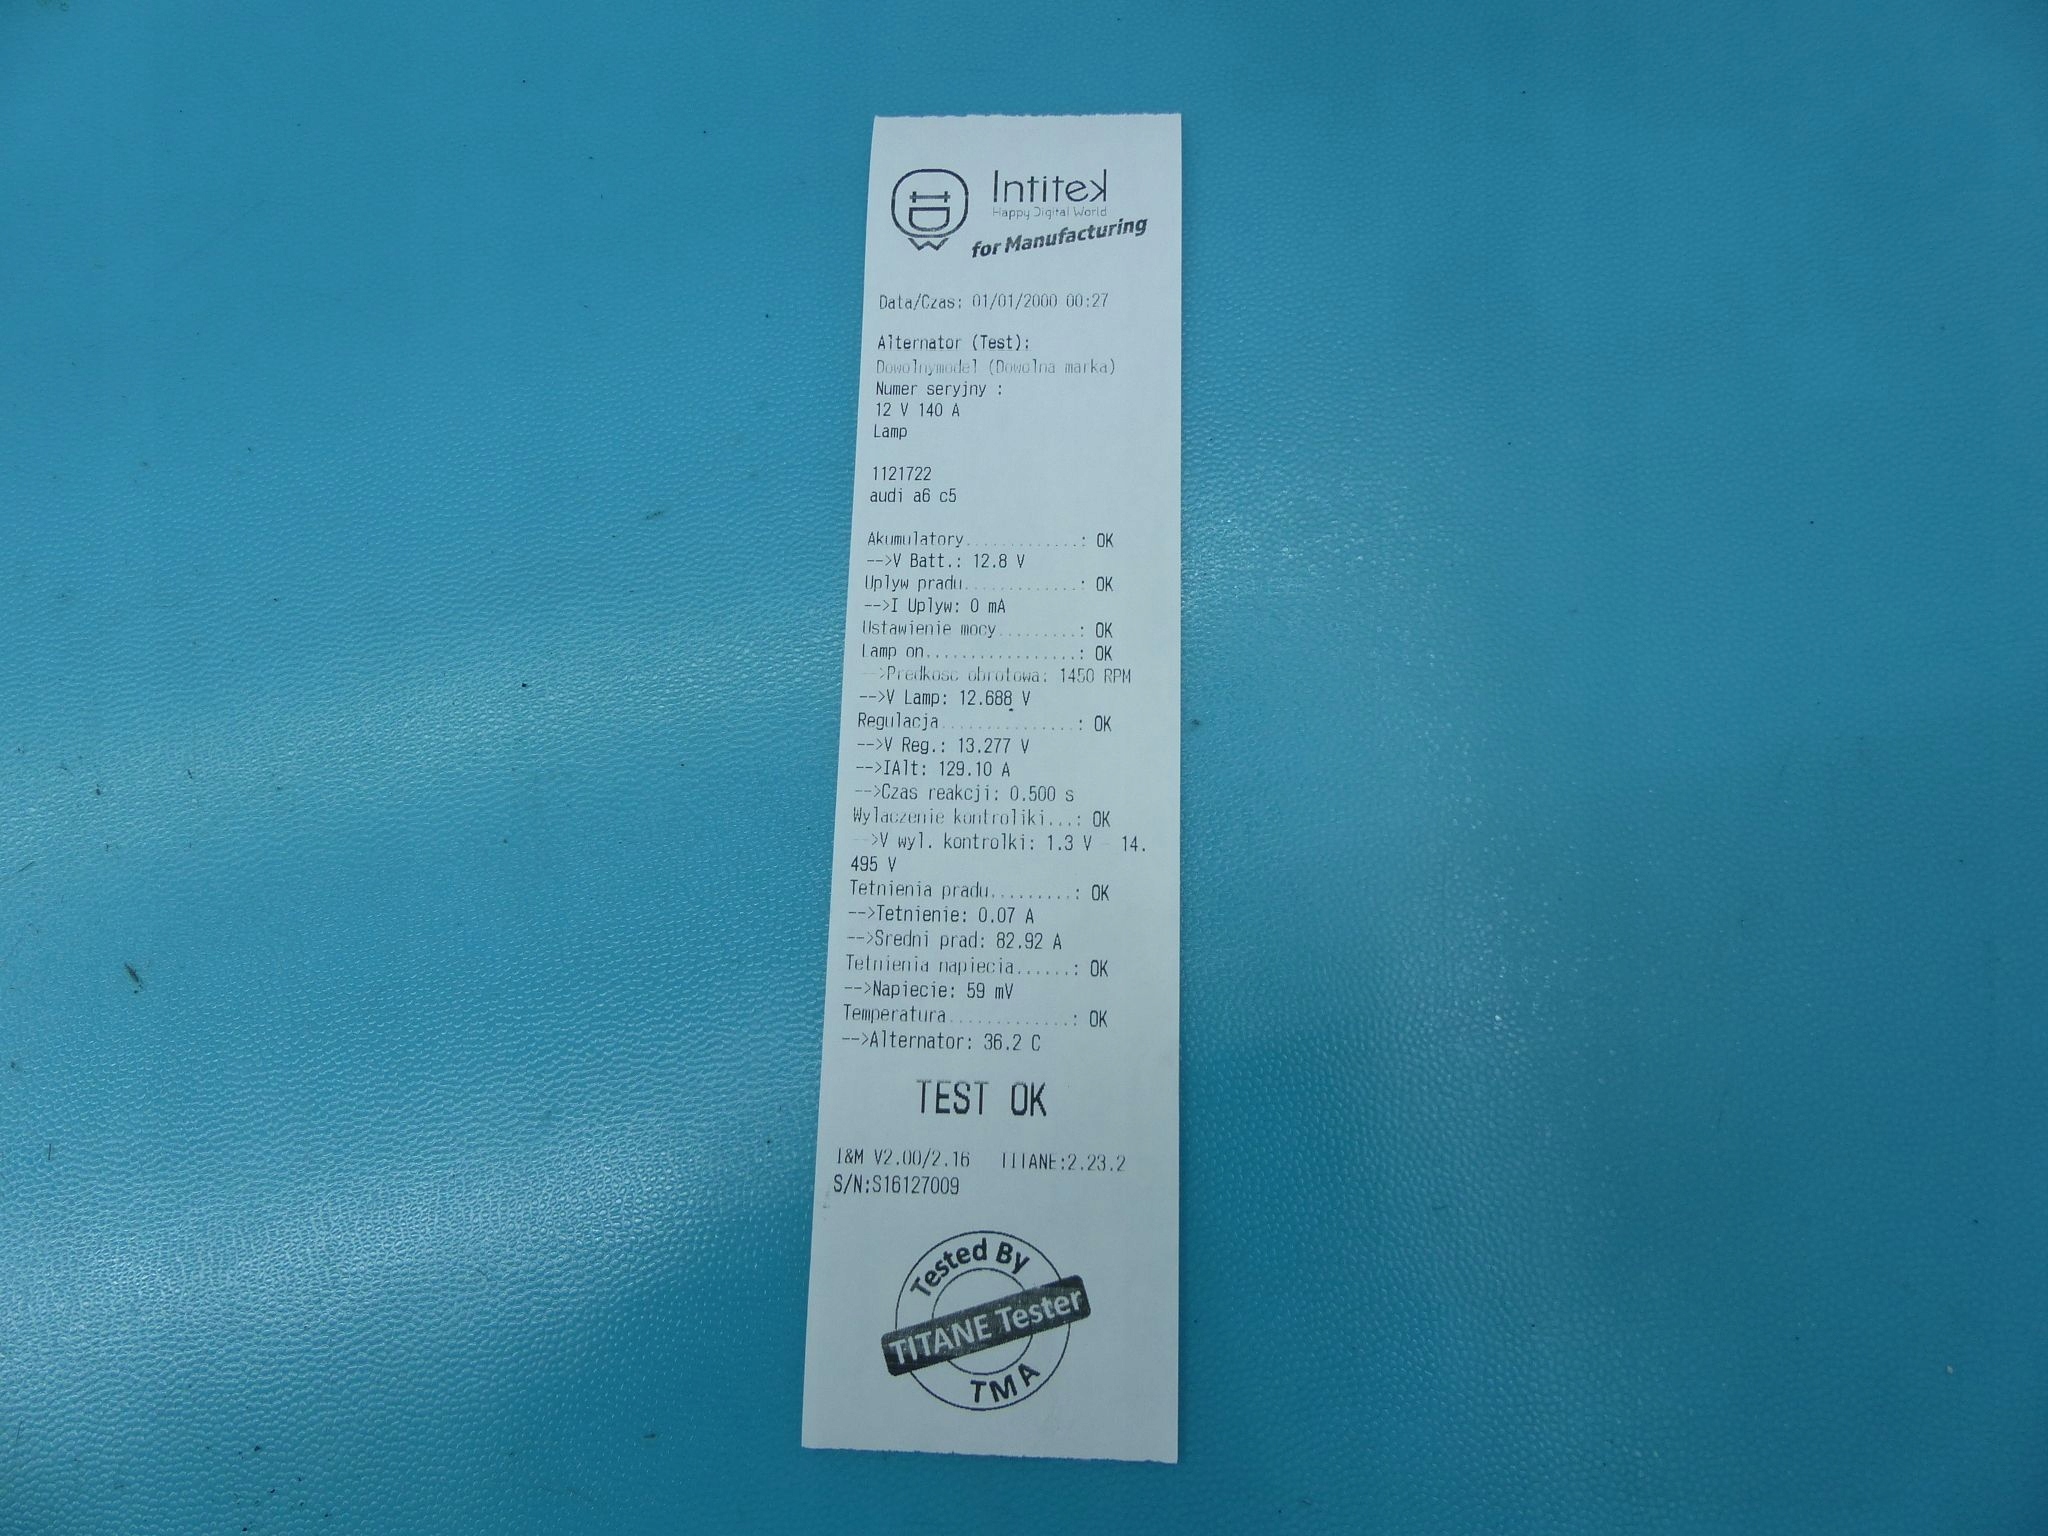 Intitek
Happy Digital World
for Manufacturing
Data/Czas: 01/01/2000 00:27
Alternator (Test):
Dowolnymodel (Dowolna marka)
Numer seryjny :
12 V 140 A
Lamp
1121722
audi a6 c5
Akumulatory.............: OK
-->V Batt.: 12.8 V
Uplyw pradu.............: OK
-->I Uplyw: 0 mA
Ustawienie mocy.........: OK
Lamp on.................: OK
-->Predkosc obrotowa: 1450 RPM
-->V Lamp: 12.688 V
Regulacja...............: OK
-->V Reg.: 13.277 V
-->IAlt: 129.10 A
-->Czas reakcji: 0.500 s
Wylaczenie kontroliki...: OK
-->V wyl. kontrolki: 1.3 V - 14.
495 V
Tetnienia pradu.........: OK
-->Tetnienie: 0.07 A
-->Sredni prad: 82.92 A
Tetnienia napiecia......: OK
-->Napiecie: 59 mV
Temperatura.............: OK
-->Alternator: 36.2 C
TEST OK
I&M V2.00/2.16 TITANE:2.23.2
S/N:S16127009
Tested By
TITANE Tester
TMA